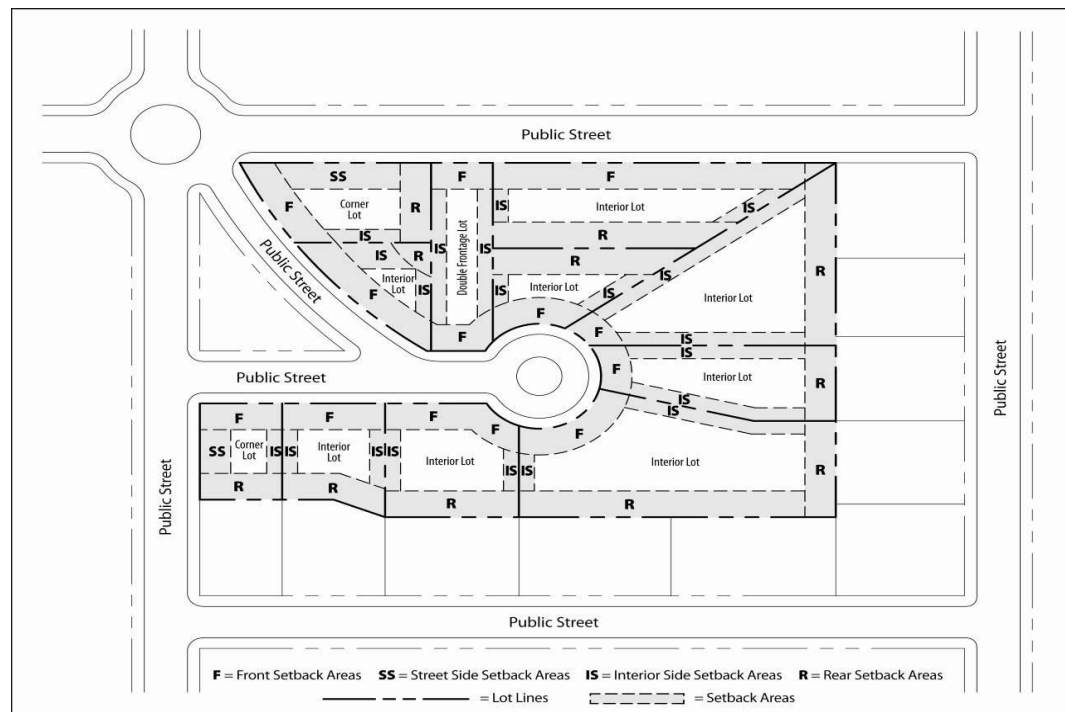 Public Street
SS F F
F Corner Lot R IS Interior Lot IS
IS IS Double Frontage Lot IS R
IS R R R
Public Street
F Interior Lot IS IS Interior Lot IS IS Interior Lot
F F F
IS
IS
Public Street F Interior Lot R
IS
IS
F F F F F
SS Corner Lot IS IS Interior Lot IS IS Interior Lot IS IS Interior Lot R
R R R R
Public Street
Public Street
Public Street
F = Front Setback Areas SS = Street Side Setback Areas IS = Interior Side Setback Areas R = Rear Setback Areas
= Lot Lines = Setback Areas